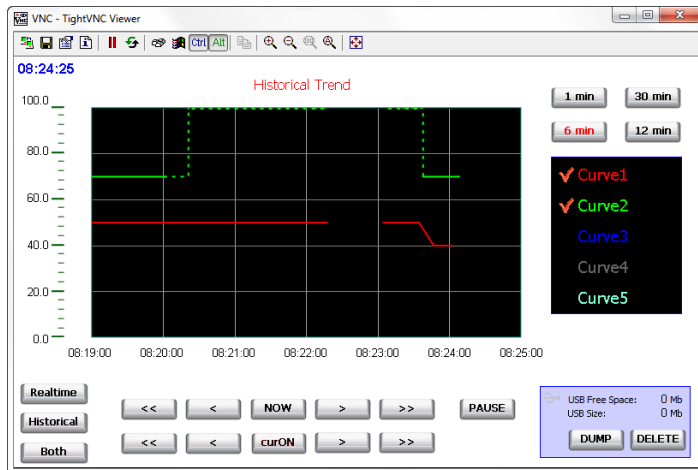 VNC - TightVNC Viewer
Ctrl Alt
08:24:25
Historical Trend
100.0
80.0
60.0
40.0
20.0
0.0
08:19:00 08:20:00 08:21:00 08:22:00 08:23:00 08:24:00 08:25:00
1 min 30 min
6 min 12 min
Curve1
Curve2
Curve3
Curve4
Curve5
Realtime
Historical
Both
<< < NOW > >> PAUSE
<< < curON > >>
USB Free Space: 0 Mb
USB Size: 0 Mb
DUMP DELETE